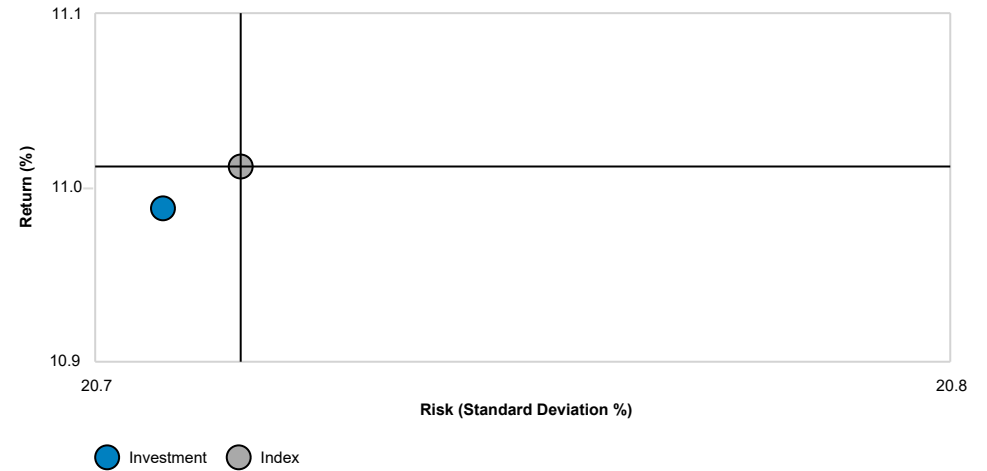 11.1
Return (%)
11.0
10.9
20.7
20.8
Risk (Standard Deviation %)
Investment
Index